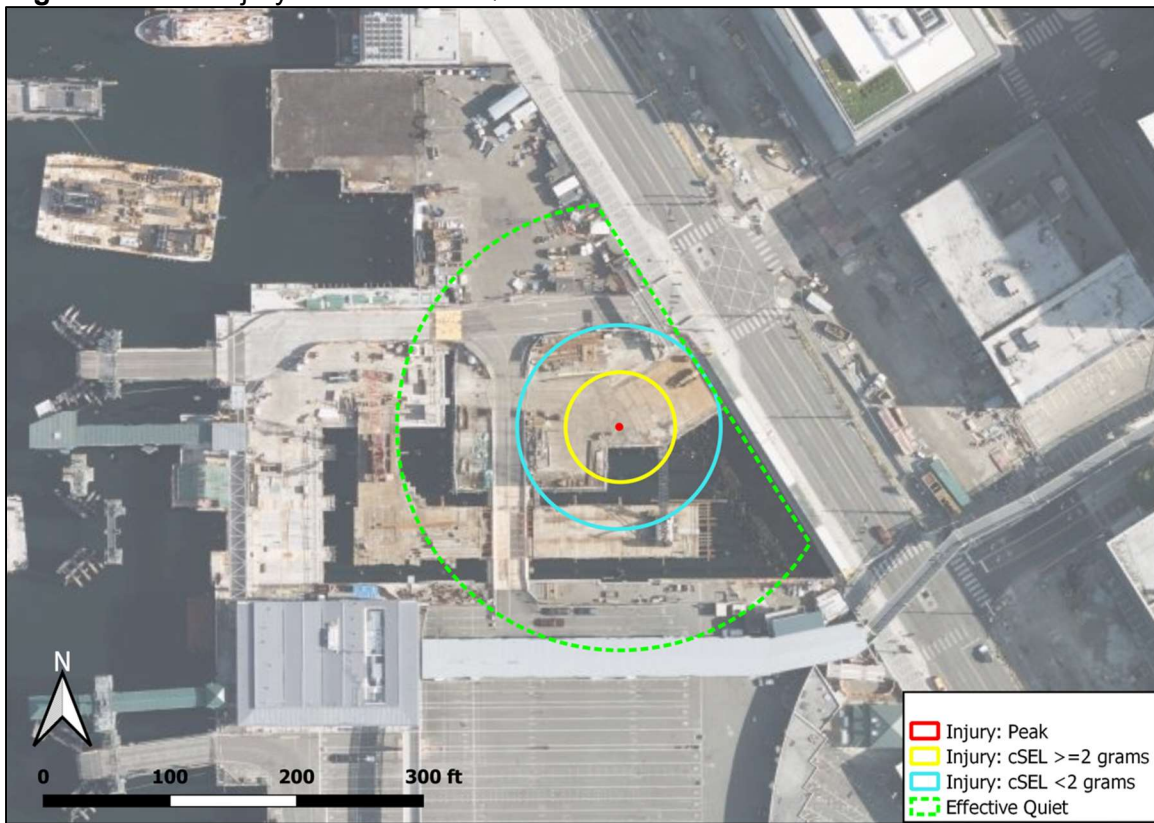 N
0 100 200 300 ft
Injury: Peak
Injury: cSEL >=2 grams
Injury: cSEL <2 grams
Effective Quiet